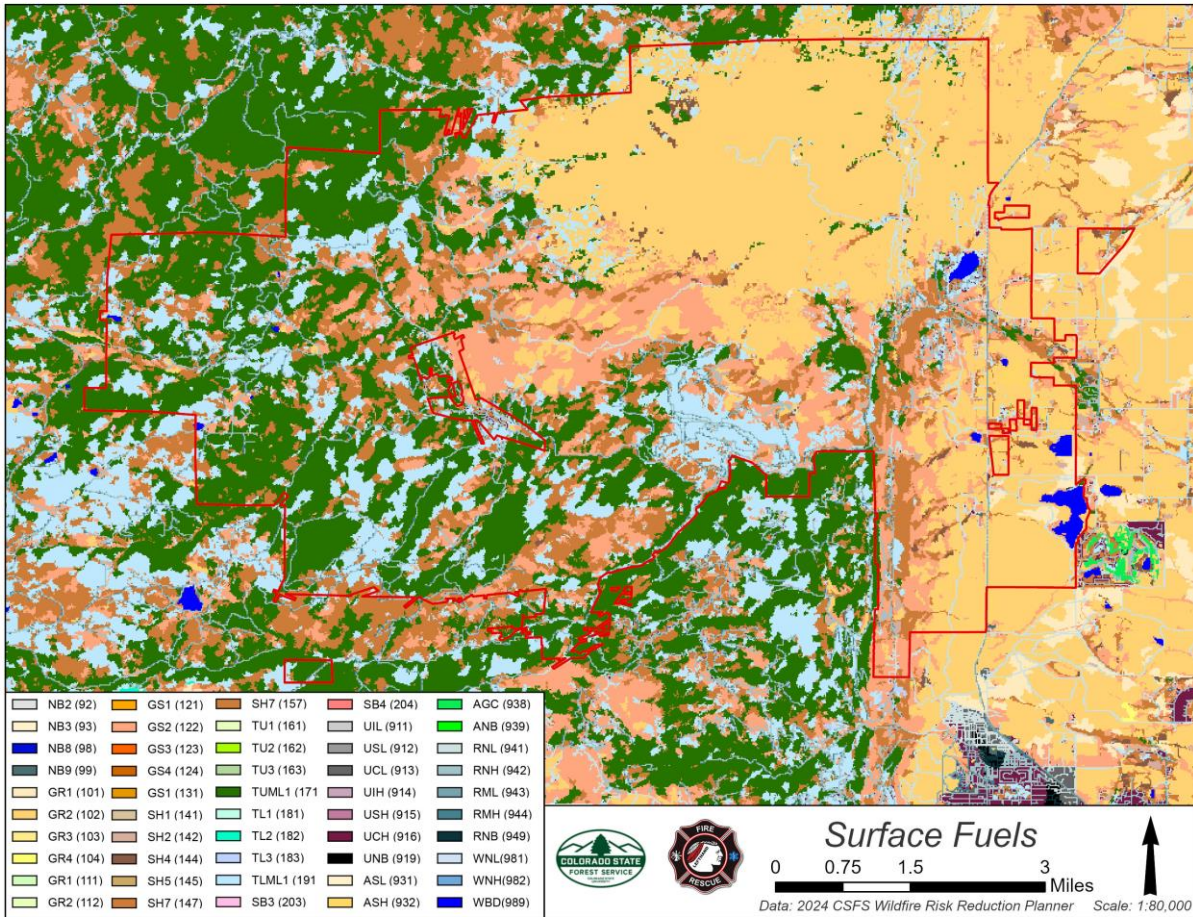 NB2 (92)
NB3 (93)
NB8 (98)
NB9 (99)
GR1 (101)
GR2 (102)
GR3 (103)
GR4 (104)
GR1 (111)
GR2 (112)
GS1 (121)
GS2 (122)
GS3 (123)
GS4 (124)
GS1 (131)
SH1 (141)
SH2 (142)
SH4 (144)
SH5 (145)
SH7 (147)
SH7 (157)
TU1 (161)
TU2 (162)
TU3 (163)
TUML1 (171
TL1 (181)
TL2 (182)
TL3 (183)
TLML1 (191
SB3 (203)
SB4 (204)
UIL (911)
USL (912)
UCL (913)
UIH (914)
USH (915)
UCH (916)
UNB (919)
ASL (931)
ASH (932)
AGC (938)
ANB (939)
RNL (941)
RNH (942)
RML (943)
RMH (944)
RNB (949)
WNL(981)
WNH(982)
WBD(989)
COLORADO STATE
FOREST SERVICE
FIRE
RESCUE
Surface Fuels
0 0.75 1.5 3
Miles
Data: 2024 CSFS Wildfire Risk Reduction Planner Scale: 1:80,000